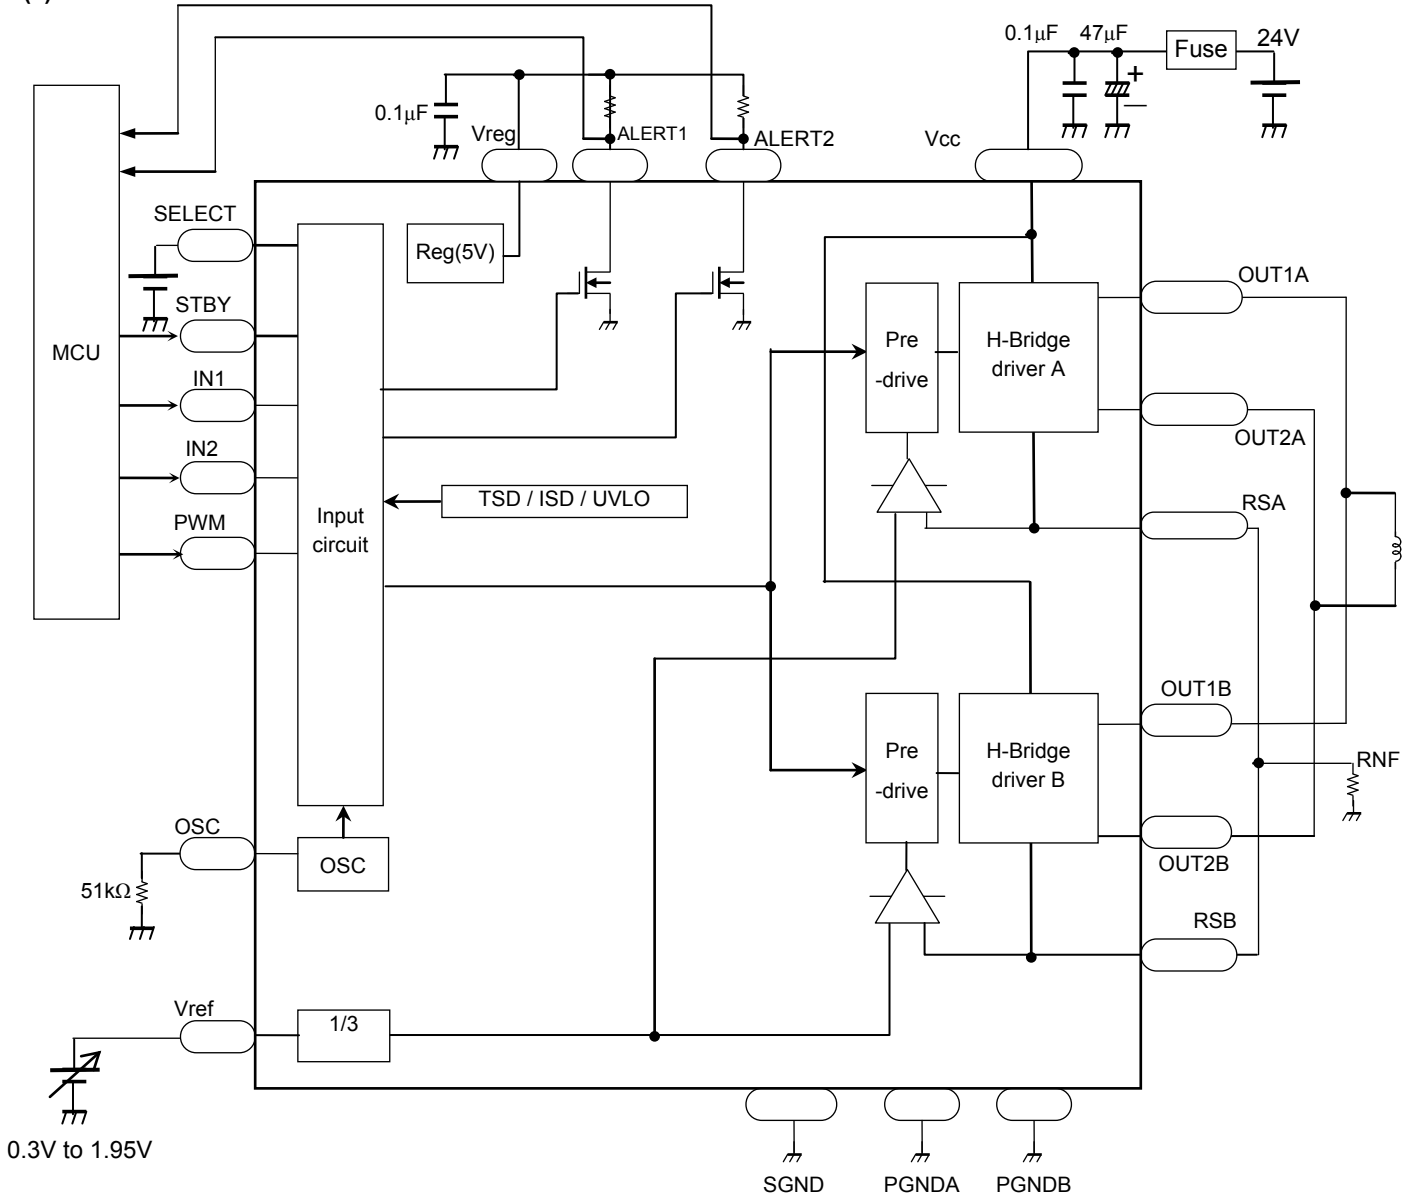 0.1μF 47μF
Fuse
24V
0.1μF
Vreg
ALERT1
ALERT2
Vcc
SELECT
Reg(5V)
OUT1A
STBY
MCU
Pre
-drive
H-Bridge
driver A
IN1
OUT2A
IN2
TSD / ISD / UVLO
RSA
PWM
Input
circuit
OUT1B
Pre
-drive
H-Bridge
driver B
RNF
OSC
OSC
OUT2B
51kΩ
RSB
Vref
1/3
0.3V to 1.95V
SGND
PGNDA
PGNDB